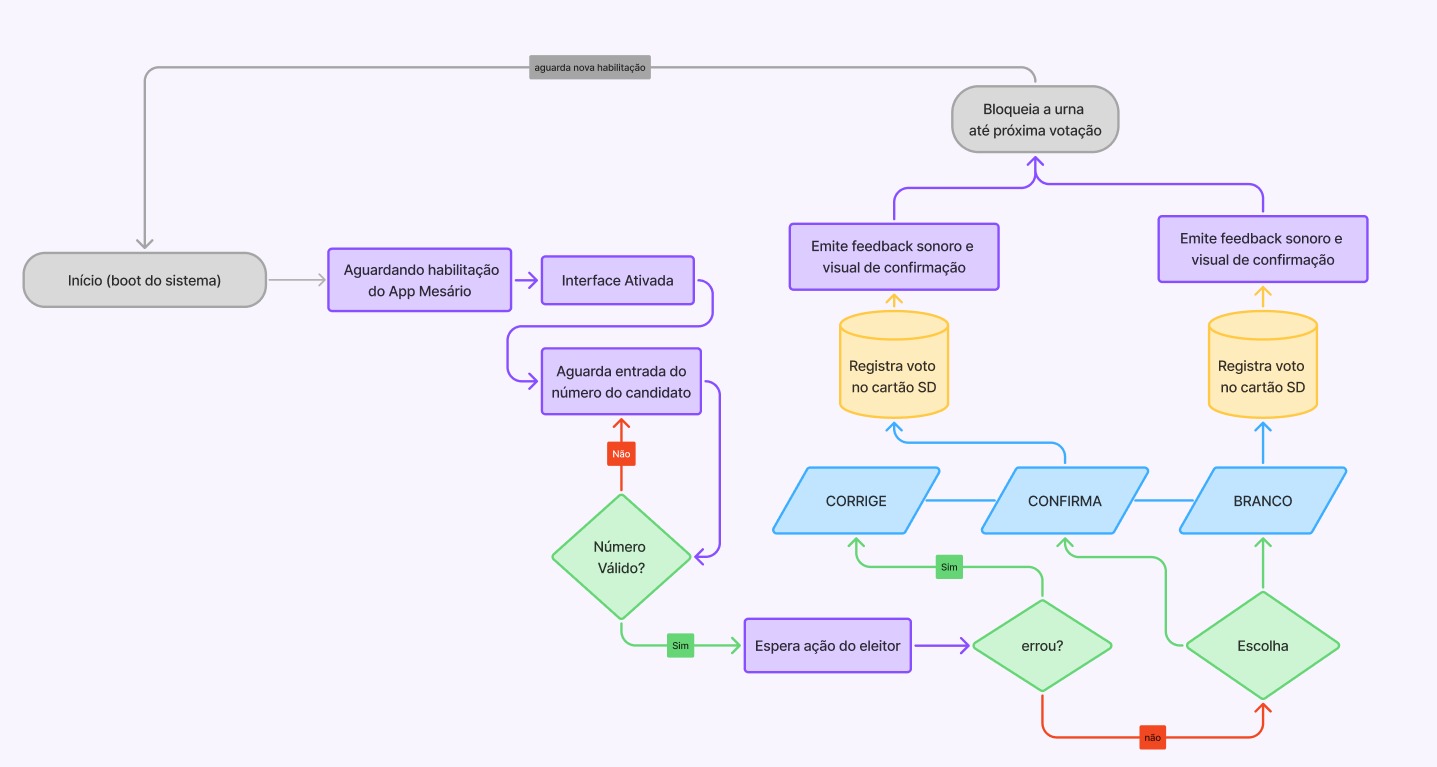 aguarda nova habilitação
Bloqueia a urna
até próxima votação
Início (boot do sistema)
Aguardando habilitação
do App Mesário
Interface Ativada
Emite feedback sonoro e
visual de confirmação
Emite feedback sonoro e
visual de confirmação
Aguarda entrada do
número do candidato
Registra voto
no cartão SD
Registra voto
no cartão SD
Não
CORRIGE
CONFIRMA
BRANCO
Número
Válido?
Sim
Sim
Espera ação do eleitor
errou?
Escolha
não